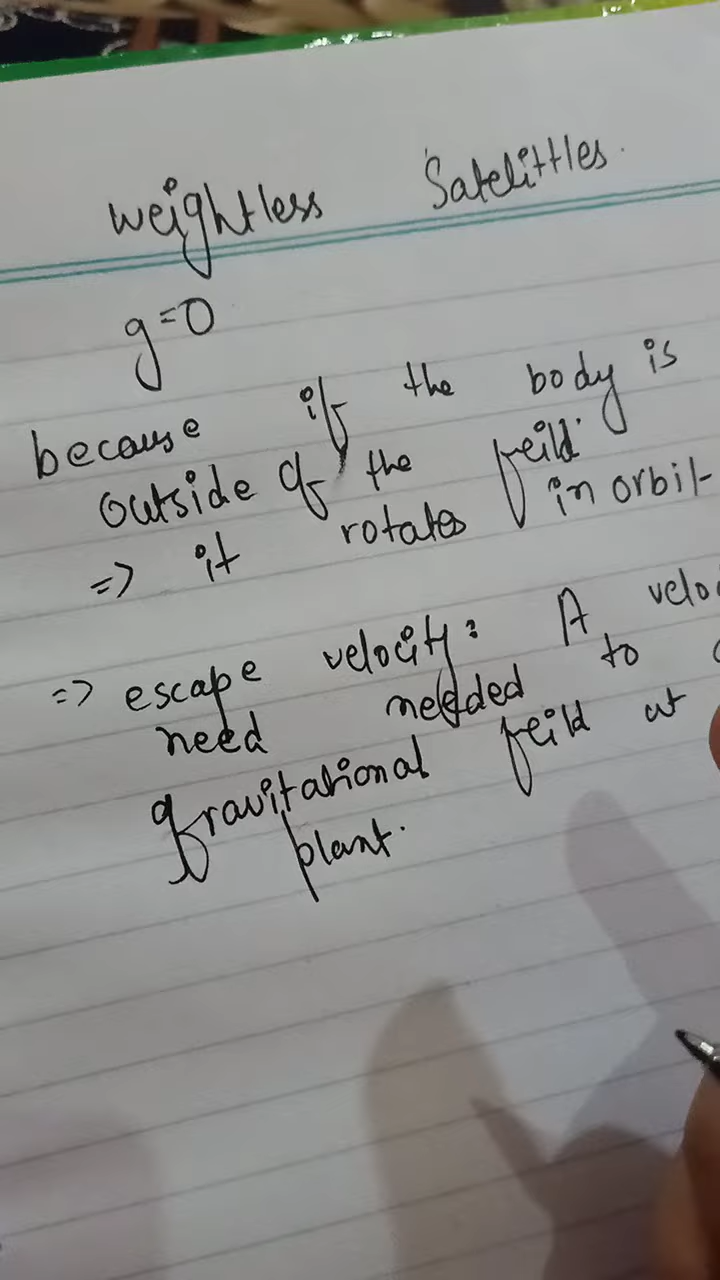 weightless Satelittles.
g=0
because if the body is
outside of the feild.
=> it rotates in orbit
=> escape velocity: A
need needed to
gravitational feild at
plant.